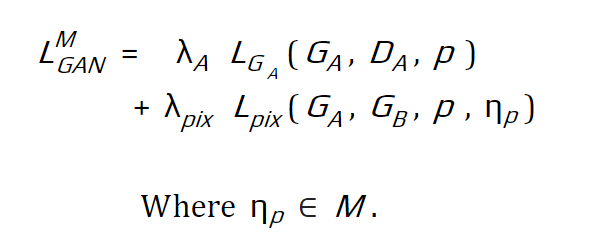 L^M_GAN = λ_A L_G_A ( G_A, D_A, p )
+ λ_pix L_pix ( G_A, G_B, p , η_p )
Where η_p ∈ M.